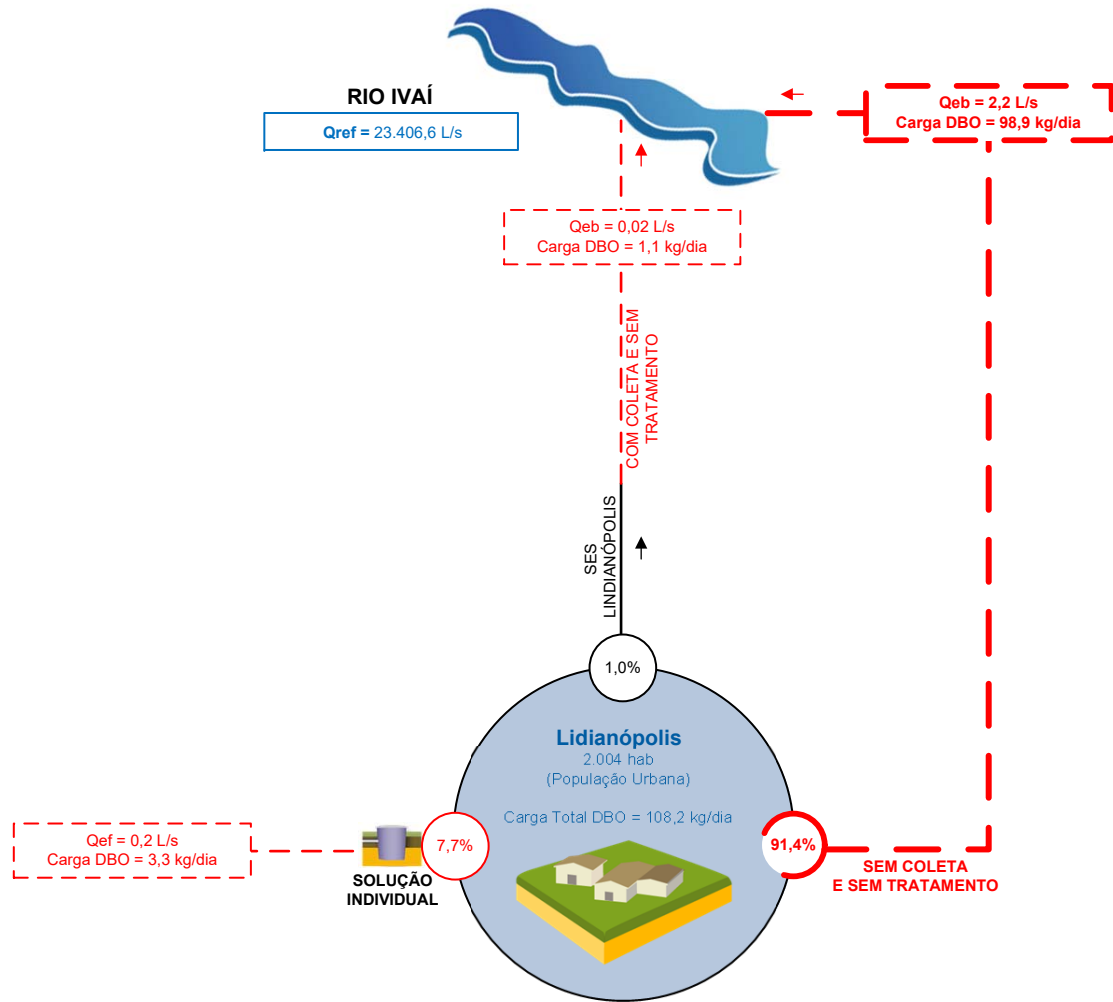 RIO IVAÍ
Qref = 23.406,6 L/s
Qeb = 2,2 L/s
Carga DBO = 98,9 kg/dia
Qeb = 0,02 L/s
Carga DBO = 1,1 kg/dia
COM COLETA E SEM
TRATAMENTO
SES
LINDIANÓPOLIS
1,0%
Lidianópolis
2.004 hab
(População Urbana)
Carga Total DBO = 108,2 kg/dia
Qef = 0,2 L/s
Carga DBO = 3,3 kg/dia
7,7%
SOLUÇÃO
INDIVIDUAL
91,4%
SEM COLETA
E SEM TRATAMENTO